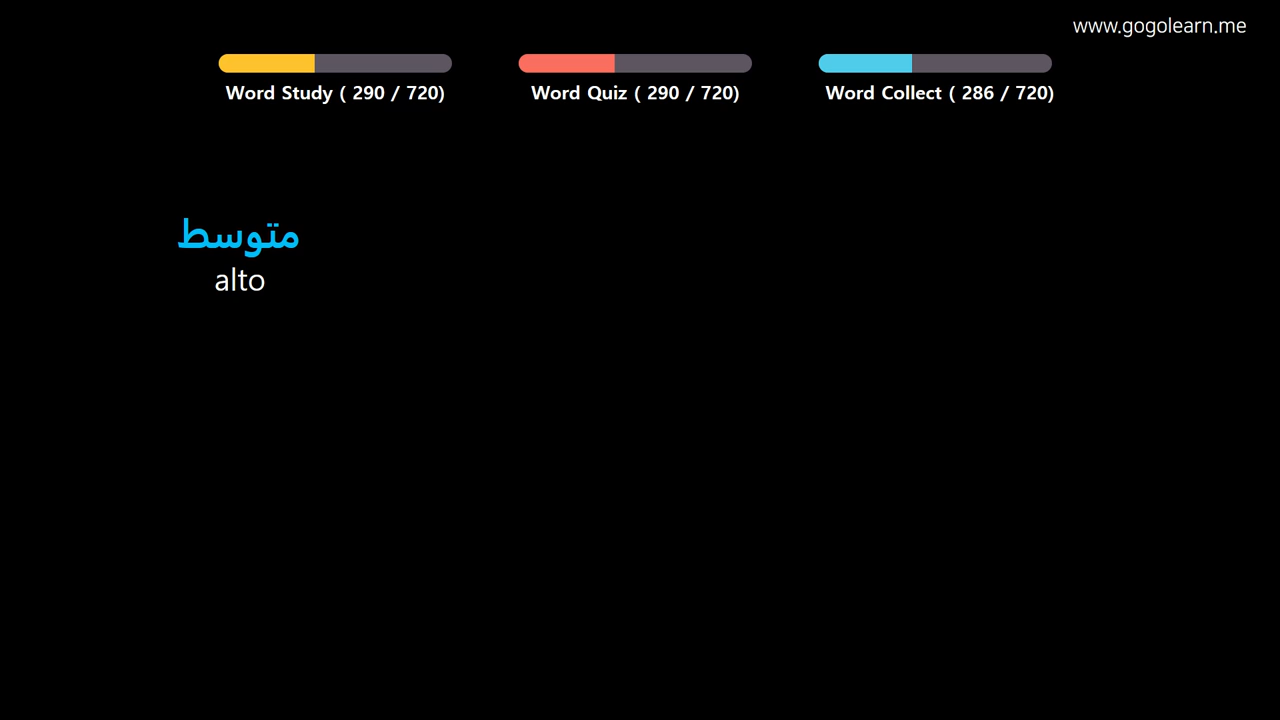 www.gogolearn.me
Word Study ( 290 / 720)
Word Quiz ( 290 / 720)
Word Collect ( 286 / 720)
متوسط
alto